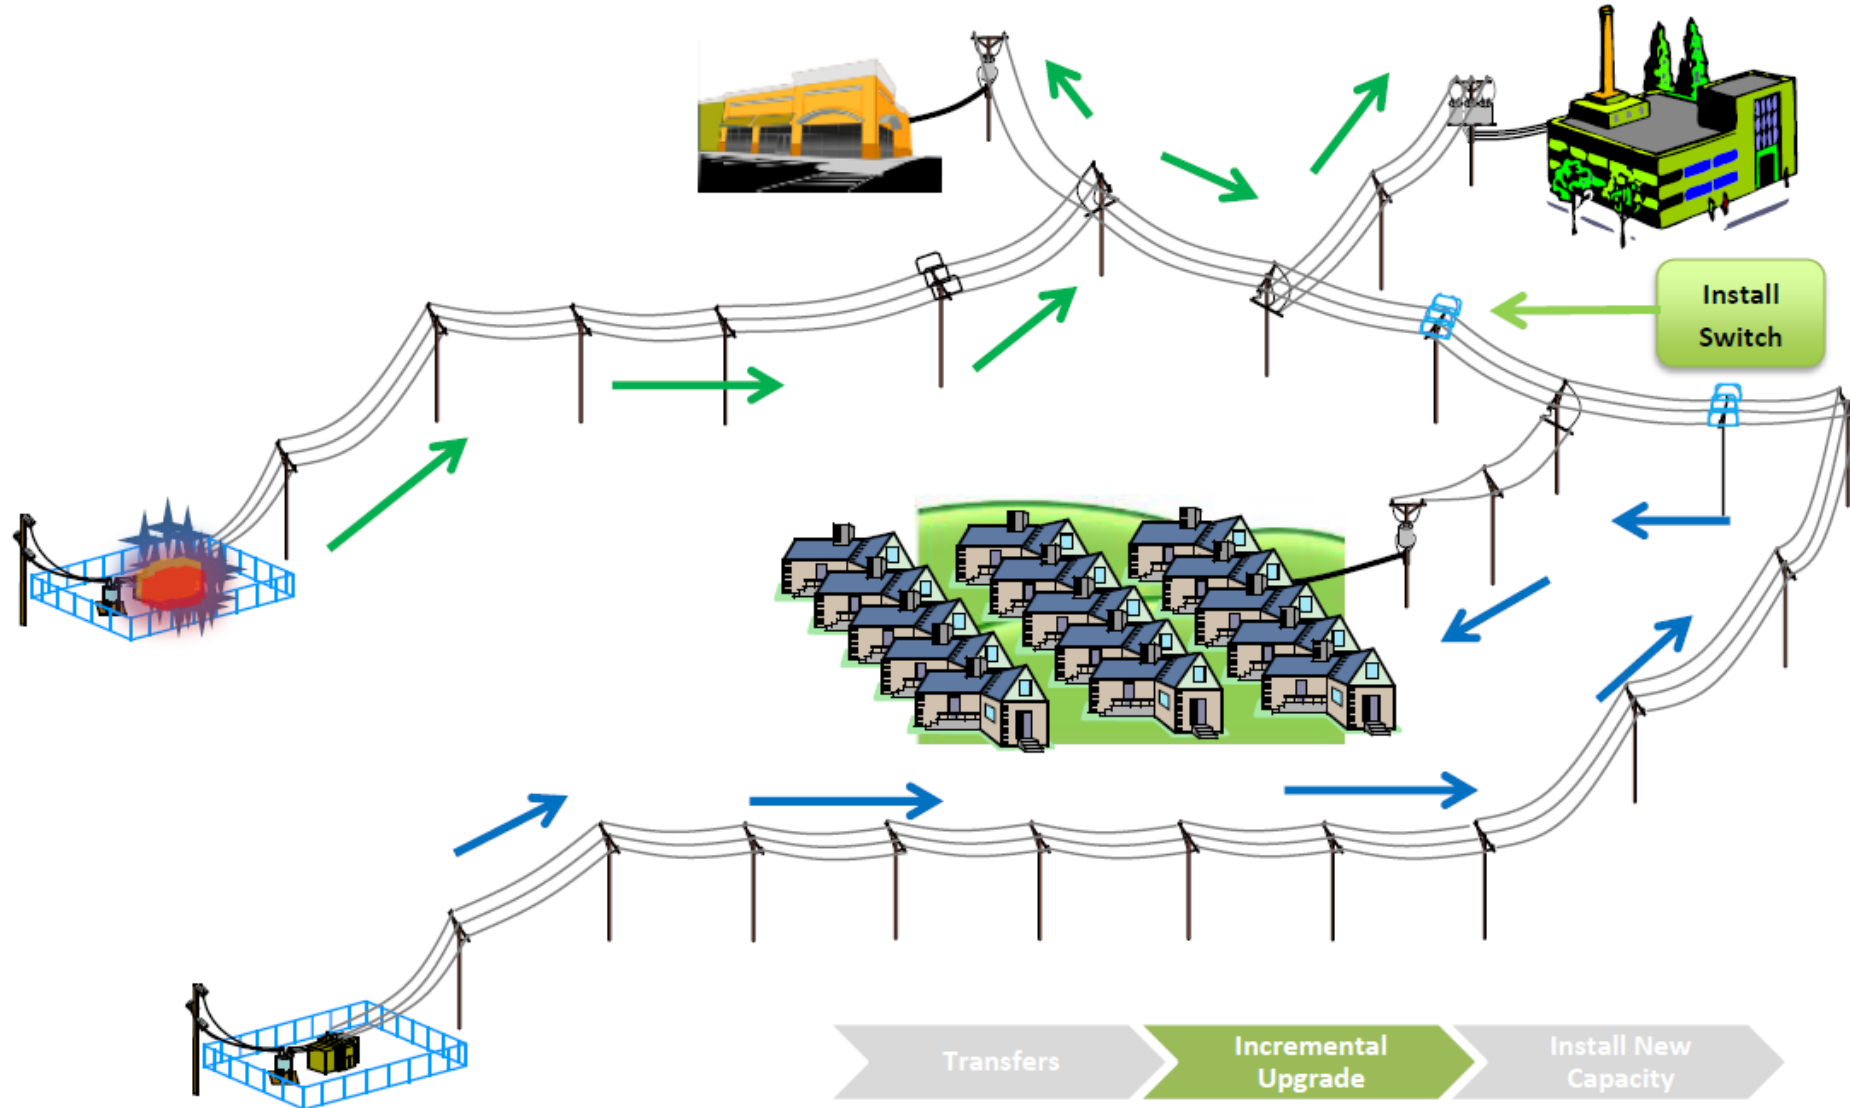 Install
Switch
Transfers
Incremental
Upgrade
Install New
Capacity